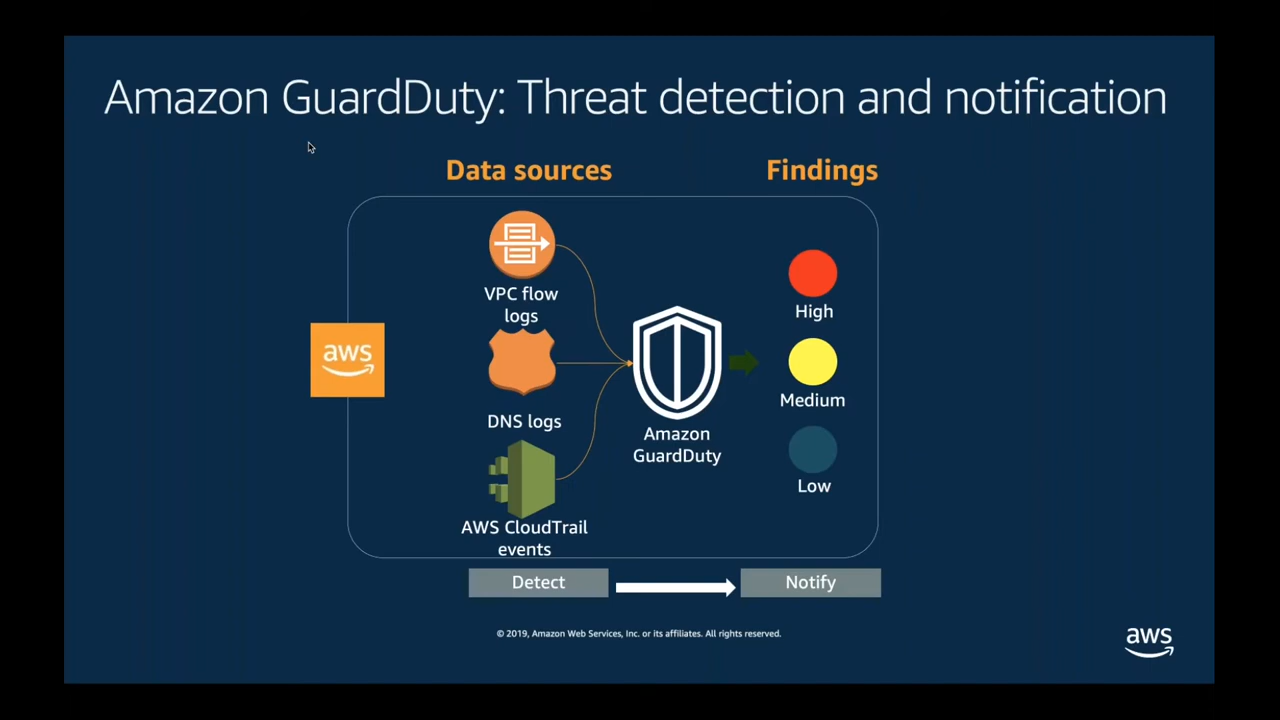 Amazon GuardDuty: Threat detection and notification
Data sources
Findings
VPC flow
logs
High
aws
DNS logs
Medium
Amazon
GuardDuty
Low
AWS CloudTrail
events
Detect
Notify
© 2019, Amazon Web Services, Inc. or its affiliates. All rights reserved.
aws